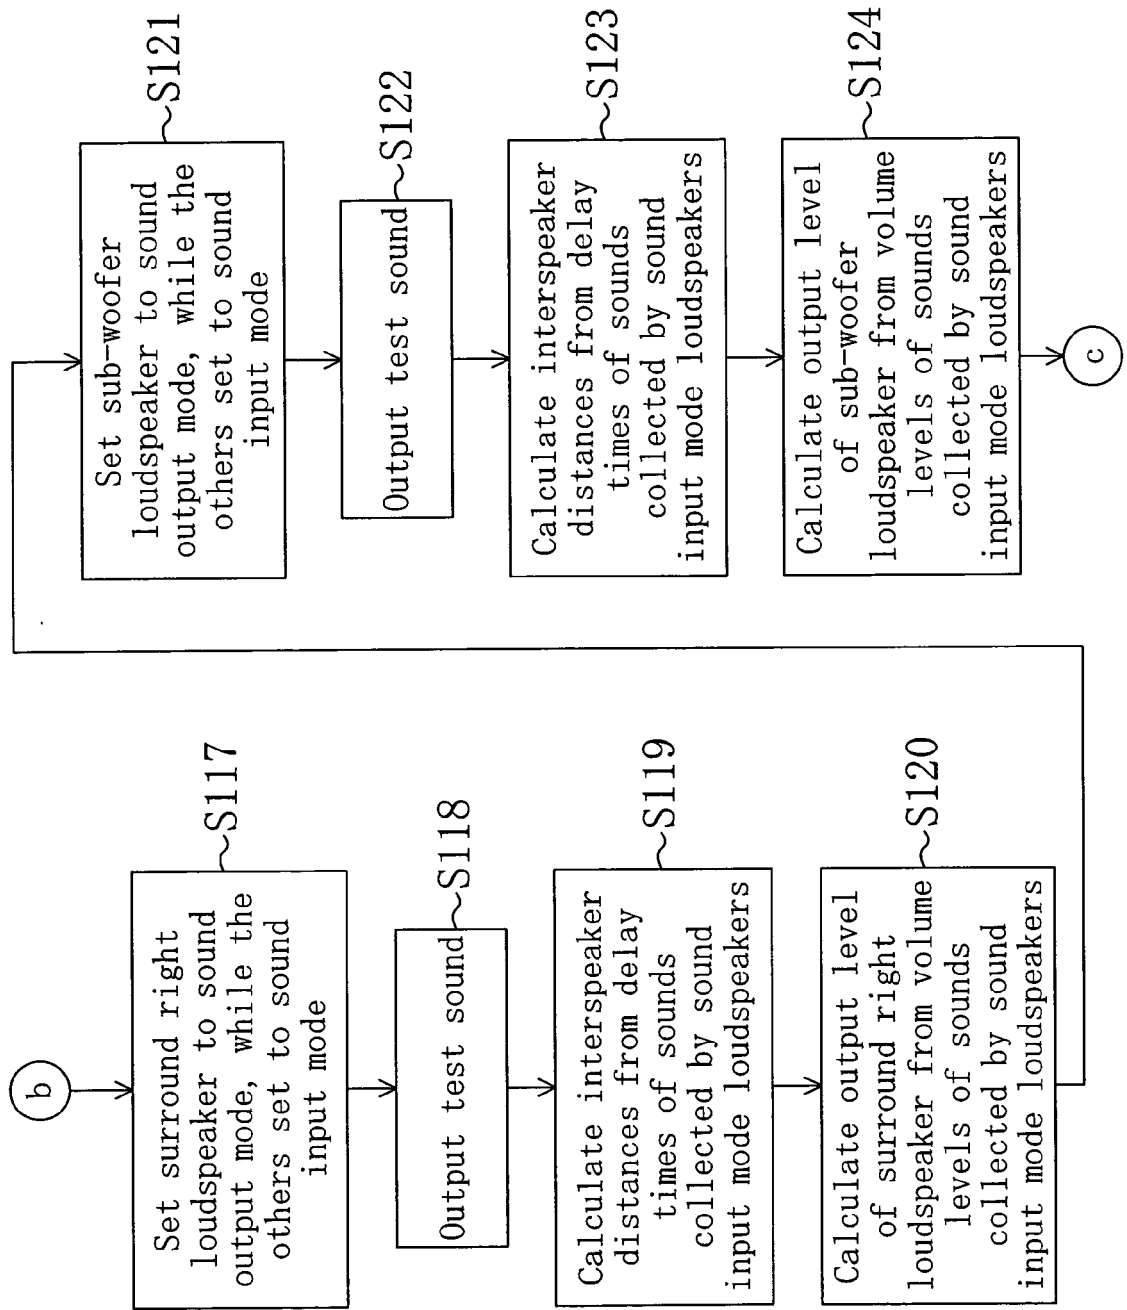 b
Set surround right
loudspeaker to sound
output mode, while the
others set to sound
input mode
S117
Output test sound
S118
Calculate interspeaker
distances from delay
times of sounds
collected by sound
input mode loudspeakers
S119
Calculate output level
of surround right
loudspeaker from volume
levels of sounds
collected by sound
input mode loudspeakers
S120
Set sub-woofer
loudspeaker to sound
output mode, while the
others set to sound
input mode
S121
Output test sound
S122
Calculate interspeaker
distances from delay
times of sounds
collected by sound
input mode loudspeakers
S123
Calculate output level
of sub-woofer
loudspeaker from volume
levels of sounds
collected by sound
input mode loudspeakers
S124
c